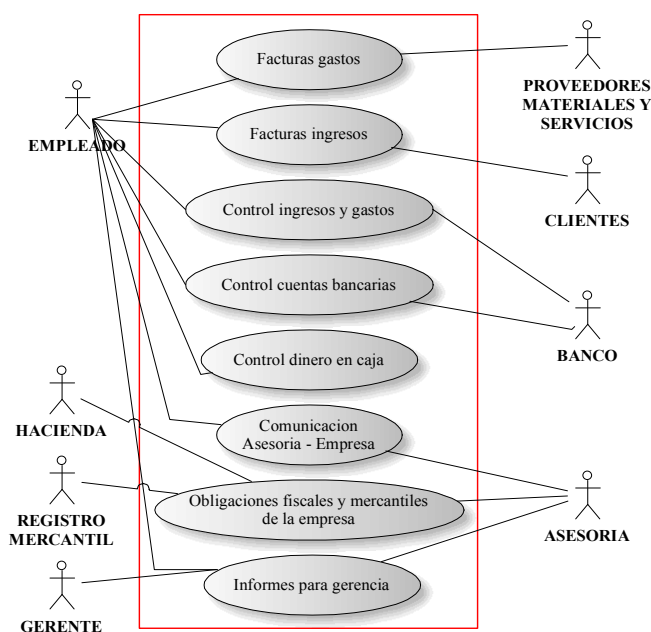 Facturas gastos
PROVEEDORES
MATERIALES Y
SERVICIOS
EMPLEADO
Facturas ingresos
CLIENTES
Control ingresos y gastos
Control cuentas bancarias
BANCO
Control dinero en caja
HACIENDA
Comunicacion
Asesoria - Empresa
REGISTRO
MERCANTIL
Obligaciones fiscales y mercantiles
de la empresa
ASESORIA
Informes para gerencia
GERENTE